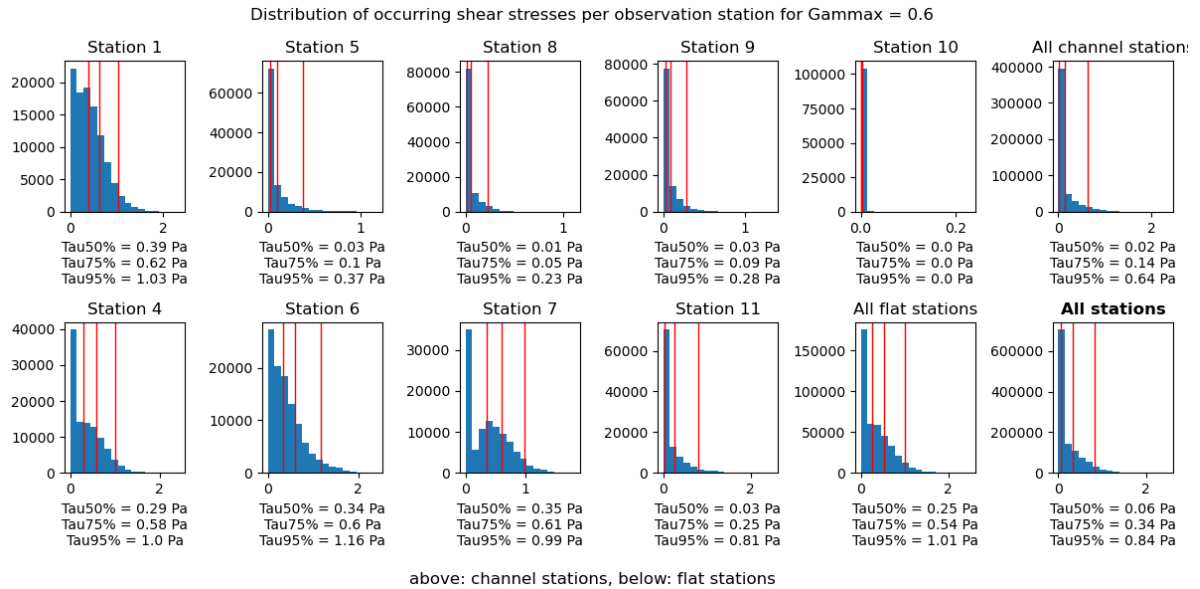 Distribution of occurring shear stresses per observation station for Gammax = 0.6
Station 1
20000
15000
10000
5000
0
0 2
Tau50% = 0.39 Pa
Tau75% = 0.62 Pa
Tau95% = 1.03 Pa
Station 5
60000
40000
20000
0
0 1
Tau50% = 0.03 Pa
Tau75% = 0.1 Pa
Tau95% = 0.37 Pa
Station 8
80000
60000
40000
20000
0
0 1
Tau50% = 0.01 Pa
Tau75% = 0.05 Pa
Tau95% = 0.23 Pa
Station 9
80000
60000
40000
20000
0
0 1
Tau50% = 0.03 Pa
Tau75% = 0.09 Pa
Tau95% = 0.28 Pa
Station 10
100000
75000
50000
25000
0
0.0 0.2
Tau50% = 0.0 Pa
Tau75% = 0.0 Pa
Tau95% = 0.0 Pa
All channel stations
400000
300000
200000
100000
0
0 2
Tau50% = 0.02 Pa
Tau75% = 0.14 Pa
Tau95% = 0.64 Pa
Station 4
40000
30000
20000
10000
0
0 2
Tau50% = 0.29 Pa
Tau75% = 0.58 Pa
Tau95% = 1.0 Pa
Station 6
20000
10000
0
0 2
Tau50% = 0.34 Pa
Tau75% = 0.6 Pa
Tau95% = 1.16 Pa
Station 7
30000
20000
10000
0
0 1
Tau50% = 0.35 Pa
Tau75% = 0.61 Pa
Tau95% = 0.99 Pa
Station 11
60000
40000
20000
0
0 2
Tau50% = 0.03 Pa
Tau75% = 0.25 Pa
Tau95% = 0.81 Pa
All flat stations
150000
100000
50000
0
0 2
Tau50% = 0.25 Pa
Tau75% = 0.54 Pa
Tau95% = 1.01 Pa
All stations
600000
400000
200000
0
0 2
Tau50% = 0.06 Pa
Tau75% = 0.34 Pa
Tau95% = 0.84 Pa
above: channel stations, below: flat stations